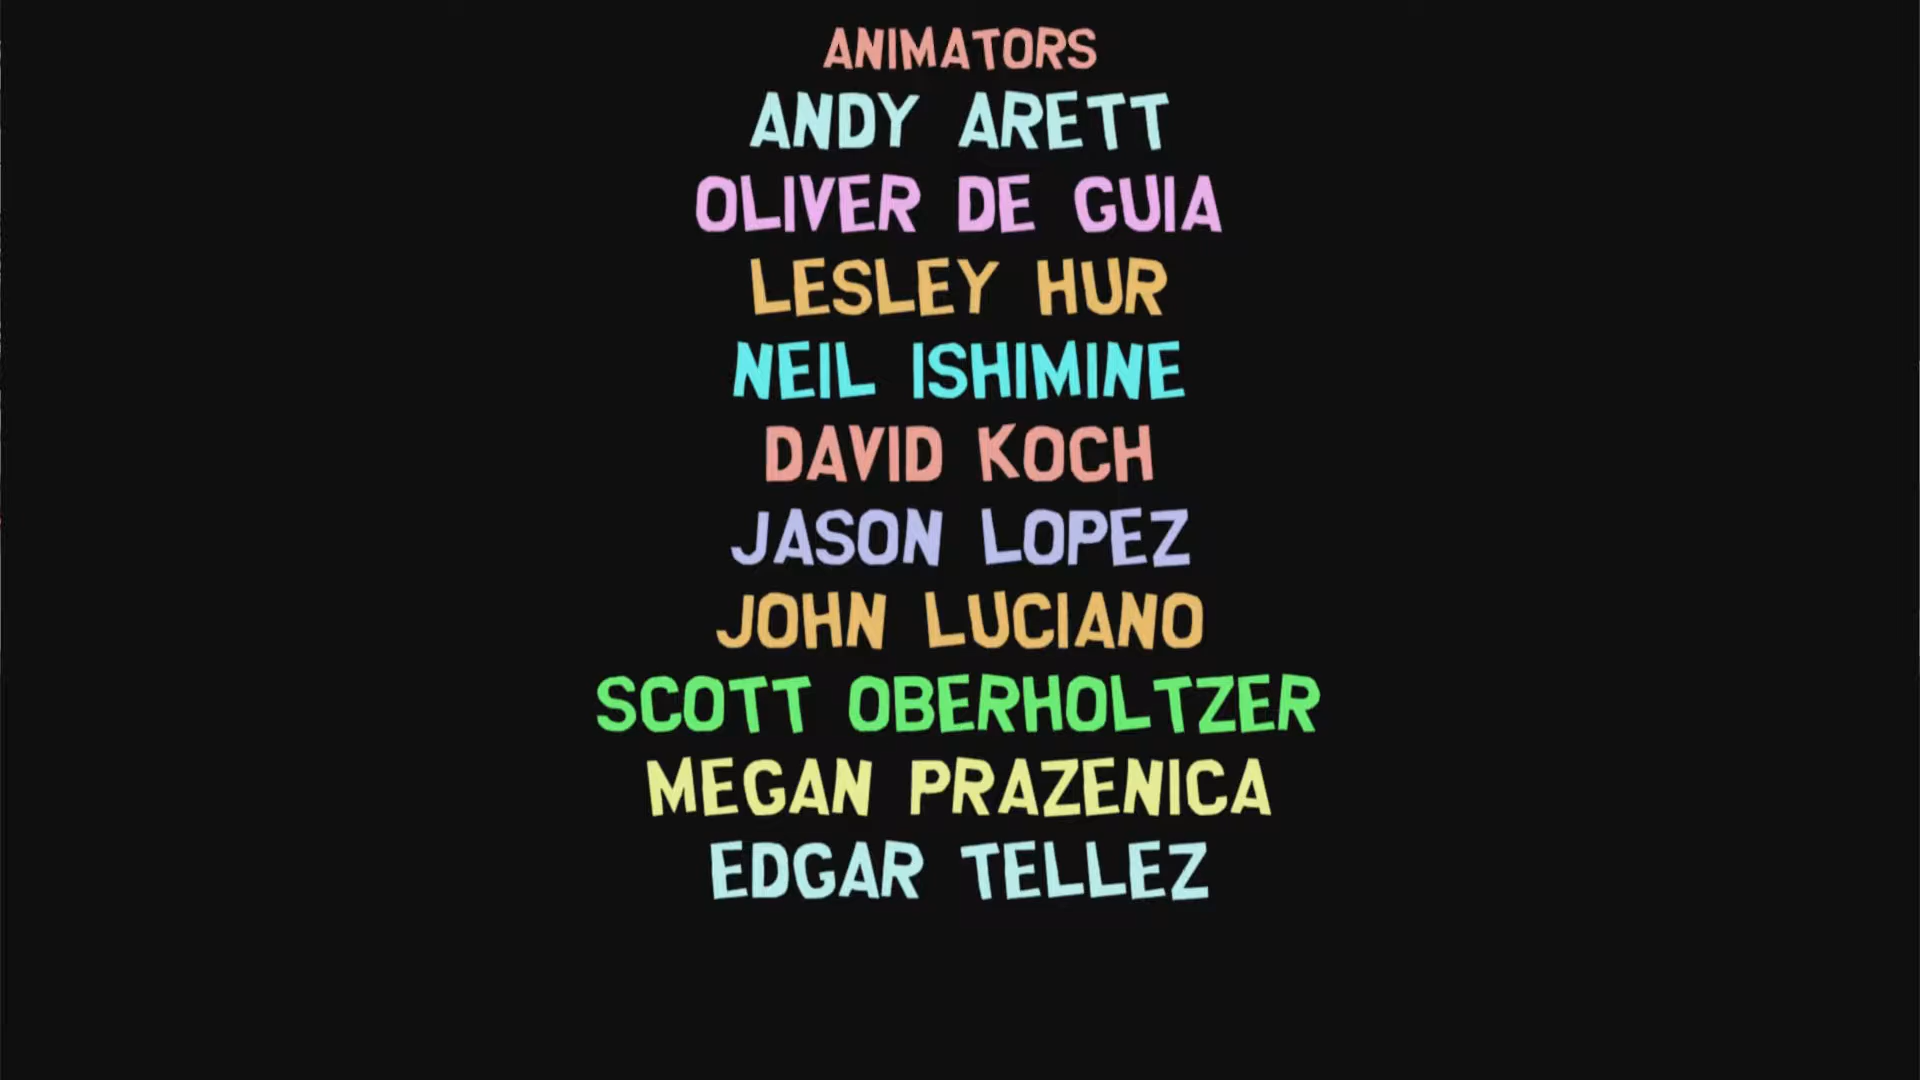 ANIMATORS
ANDY ARETT
OLIVER DE GUIA
LESLEY HUR
NEIL ISHIMINE
DAVID KOCH
JASON LOPEZ
JOHN LUCIANO
SCOTT OBERHOLTZER
MEGAN PRAZENICA
EDGAR TELLEZ